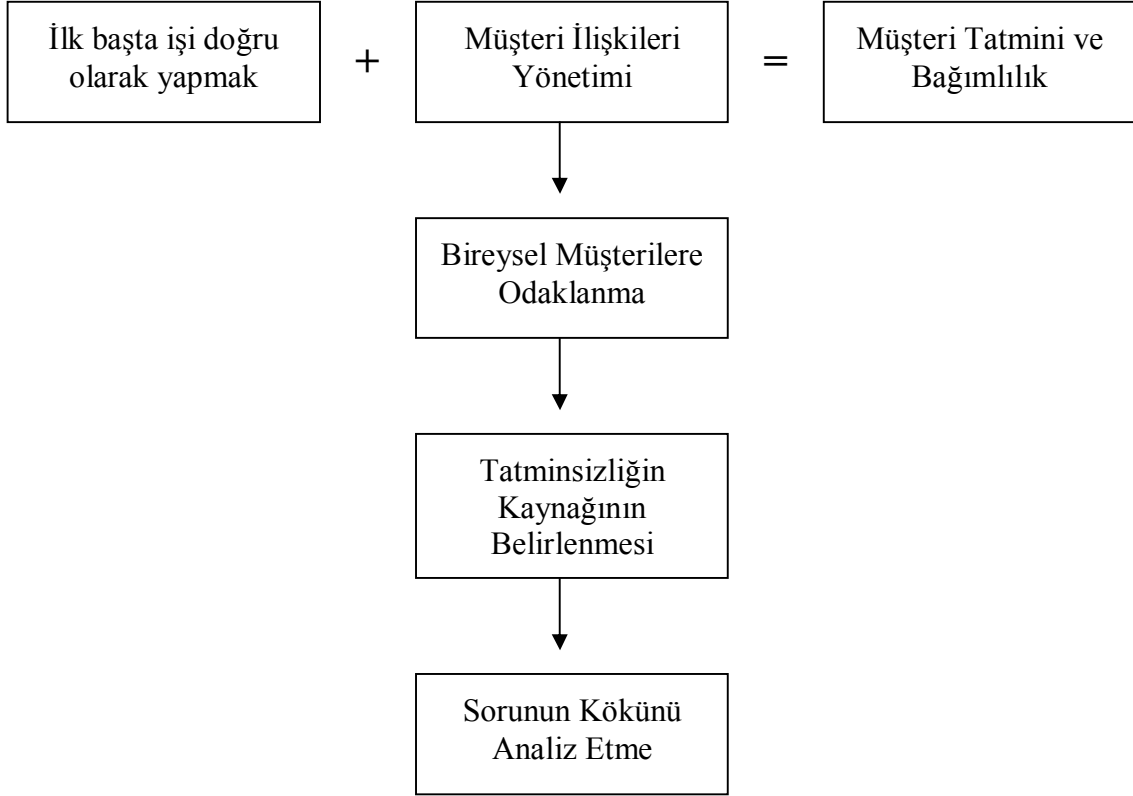 İlk başta işi doğru
olarak yapmak
+
Müşteri İlişkileri
Yönetimi
=
Müşteri Tatmini ve
Bağımlılık
Bireysel Müşterilere
Odaklanma
Tatminsizliğin
Kaynağının
Belirlenmesi
Sorunun Kökünü
Analiz Etme